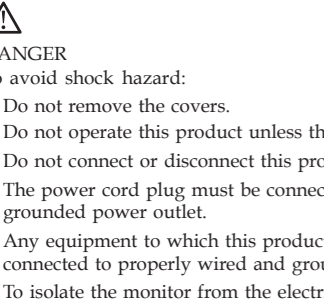 ANGER
avoid shock hazard:
Do not remove the covers.
Do not operate this product unless th
Do not connect or disconnect this pro
The power cord plug must be connec
grounded power outlet.
Any equipment to which this produc
connected to properly wired and grou
To isolate the monitor from the electr